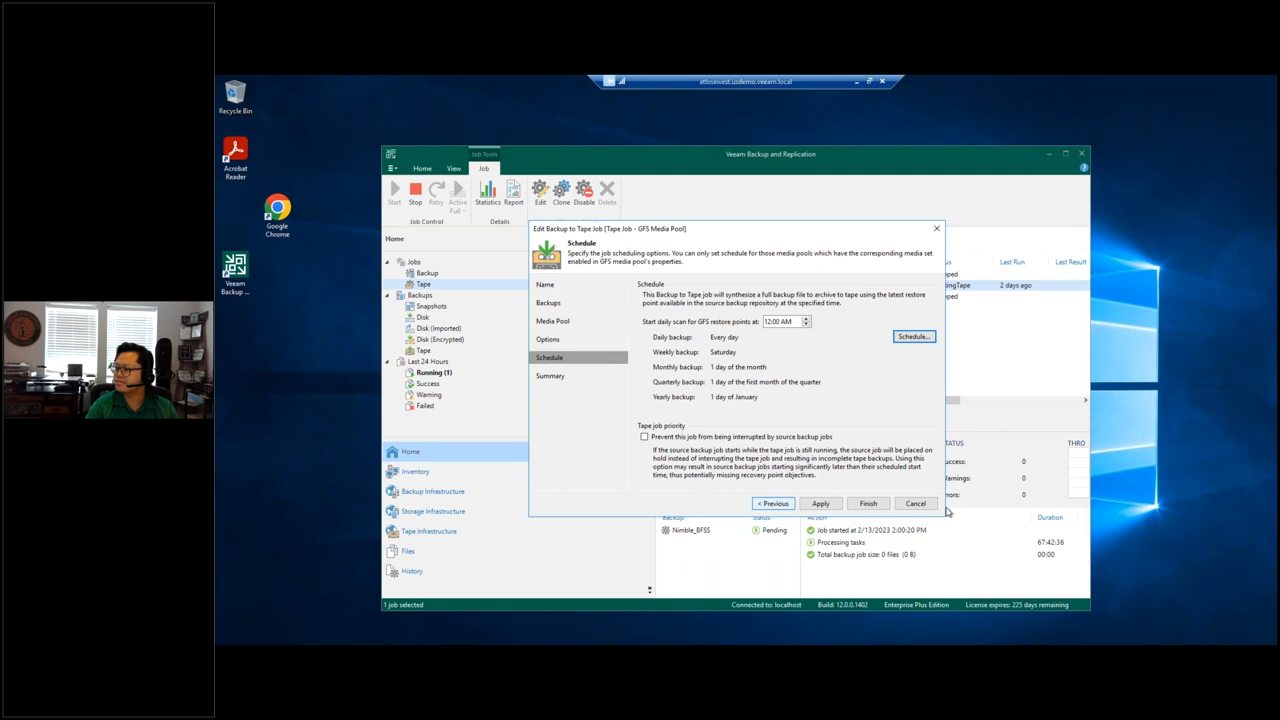 atlosewest.usdemo.veeam.local
Recycle Bin
Acrobat
Reader
Google
Chrome
Veeam
Backup ...
Job Tools
Veeam Backup and Replication
Home
View
Job
Start
Stop
Retry
Active
Full
Statistics
Report
Edit
Clone
Disable
Delete
Job Control
Details
Home
Jobs
Backup
Tape
Backups
Snapshots
Disk
Disk (Imported)
Disk (Encrypted)
Tape
Last 24 Hours
Running (1)
Success
Warning
Failed
Home
Inventory
Backup Infrastructure
Storage Infrastructure
Tape Infrastructure
Files
History
Edit Backup to Tape Job [Tape Job - GFS Media Pool]
Schedule
Specify the job scheduling options. You can only set schedule for those media pools which have the corresponding media set
enabled in GFS media pool's properties.
Name
Backups
Media Pool
Options
Schedule
Summary
Schedule
This Backup to Tape job will synthesize a full backup file to archive to tape using the latest restore
point available in the source backup repository at the specified time.
Start daily scan for GFS restore points at: 12:00 AM
Daily backup: Every day
Schedule...
Weekly backup: Saturday
Monthly backup: 1 day of the month
Quarterly backup: 1 day of the first month of the quarter
Yearly backup: 1 day of January
Tape job priority
Prevent this job from being interrupted by source backup jobs
If the source backup job starts while the tape job is still running, the source job will be placed on
hold instead of interrupting the tape job and resulting in incomplete tape backups. Using this
option may result in source backup jobs starting significantly later than their scheduled start
time, thus potentially missing recovery point objectives.
< Previous
Apply
Finish
Cancel
us
Last Run
Last Result
pped
tingTape
2 days ago
pped
TATUS
THRO
ccess:
0
arnings:
0
rrors:
0
Backup
Status
Action
Duration
Nimble_BFSS
Pending
Job started at 2/13/2023 2:00:20 PM
Processing tasks
67:42:36
Total backup job size: 0 files (0 B)
00:00
1 job selected
Connected to: localhost
Build: 12.0.0.1402
Enterprise Plus Edition
License expires: 225 days remaining